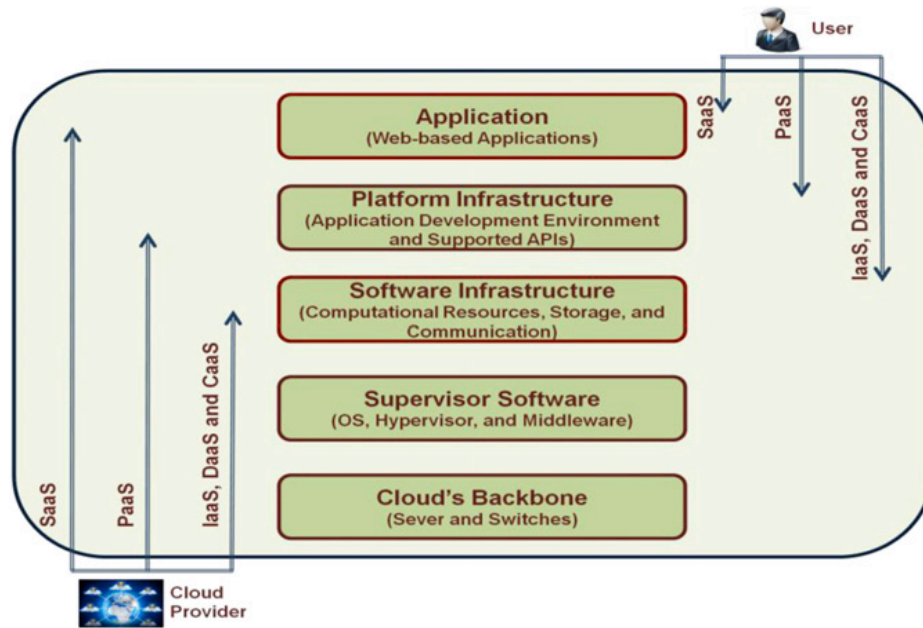 User
Application
(Web-based Applications)
SaaS
PaaS
IaaS, DaaS and CaaS
Platform Infrastructure
(Application Development Environment
and Supported APIs)
Software Infrastructure
(Computational Resources, Storage, and
Communication)
Supervisor Software
(OS, Hypervisor, and Middleware)
SaaS
PaaS
IaaS, DaaS and CaaS
Cloud's Backbone
(Sever and Switches)
Cloud
Provider